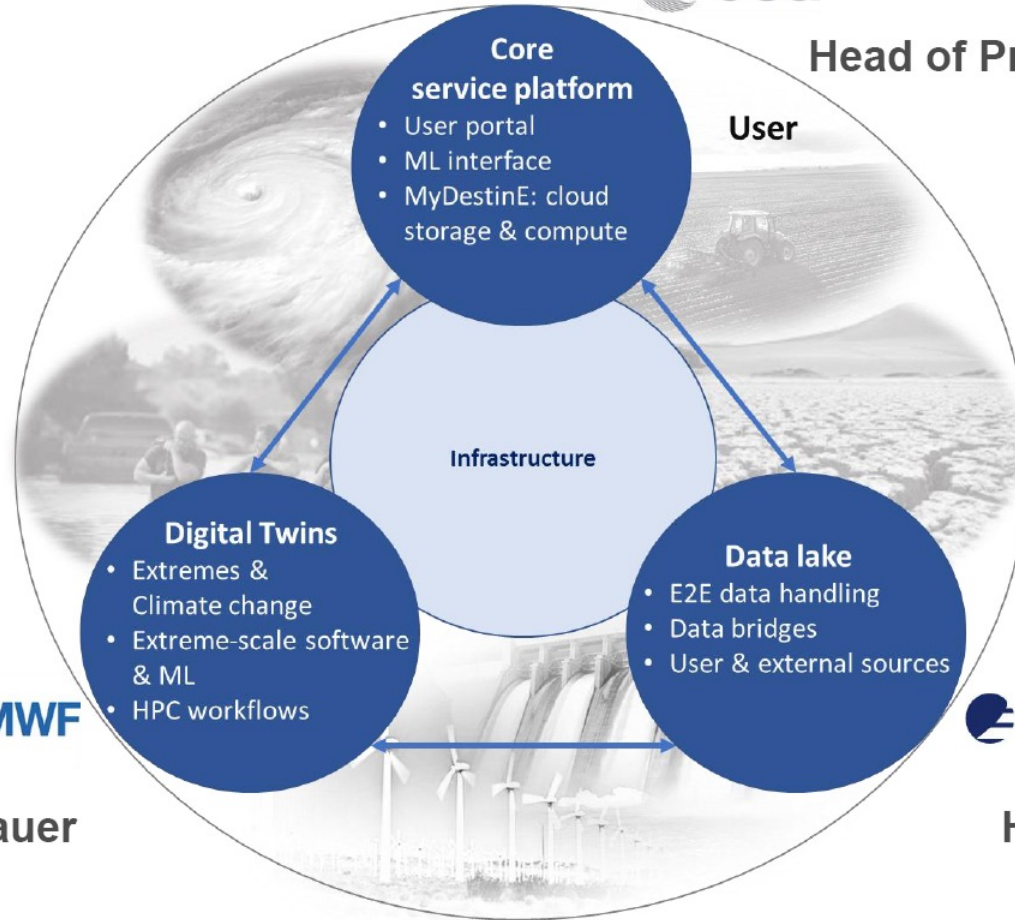 Head of Pr
Core
service platform
• User portal
• ML interface
• MyDestinE: cloud
storage & compute
User
Infrastructure
Digital Twins
• Extremes &
Climate change
• Extreme-scale software
& ML
• HPC workflows
Data lake
• E2E data handling
• Data bridges
• User & external sources
MWF
auer
H